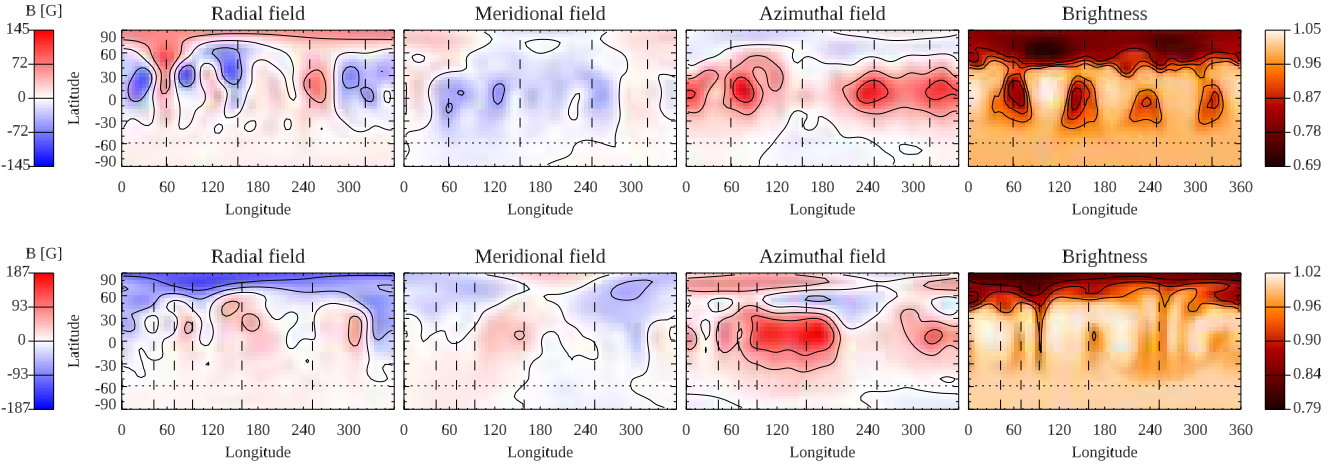 B [G] Radial field Meridional field Azimuthal field Brightness
145 72 0 -72 -145
Latitude
90 60 30 0 -30 -60 -90
1.05 0.96 0.87 0.78 0.69
0 60 120 180 240 300 0 60 120 180 240 300 0 60 120 180 240 300 0 60 120 180 240 300 360
Longitude Longitude Longitude Longitude
B [G] Radial field Meridional field Azimuthal field Brightness
187 93 0 -93 -187
Latitude
90 60 30 0 -30 -60 -90
1.02 0.96 0.90 0.84 0.79
0 60 120 180 240 300 0 60 120 180 240 300 0 60 120 180 240 300 0 60 120 180 240 300 360
Longitude Longitude Longitude Longitude